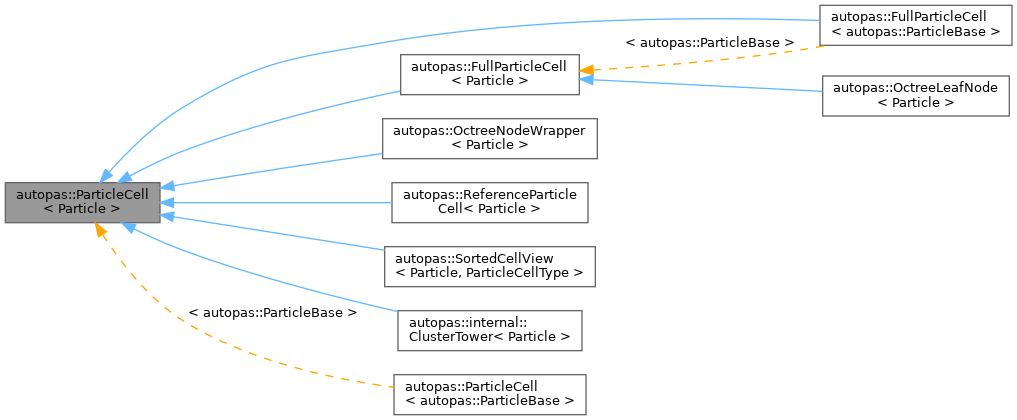 autopas::FullParticleCell
< autopas::ParticleBase >
< autopas::ParticleBase >
autopas::FullParticleCell
< Particle >
autopas::OctreeLeafNode
< Particle >
autopas::OctreeNodeWrapper
< Particle >
autopas::ParticleCell
< Particle >
autopas::ReferenceParticle
Cell< Particle >
autopas::SortedCellView
< Particle, ParticleCellType >
< autopas::ParticleBase >
autopas::internal::
ClusterTower< Particle >
autopas::ParticleCell
< autopas::ParticleBase >